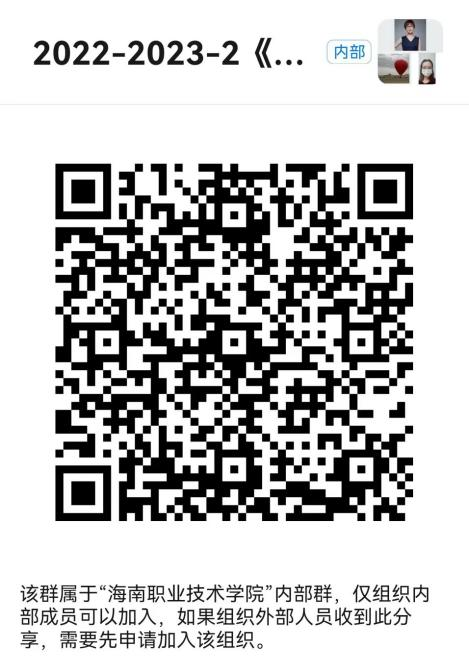 2022-2023-2《... 内部
该群属于“海南职业技术学院”内部群，仅组织内
部成员可以加入，如果组织外部人员收到此分
享，需要先申请加入该组织。